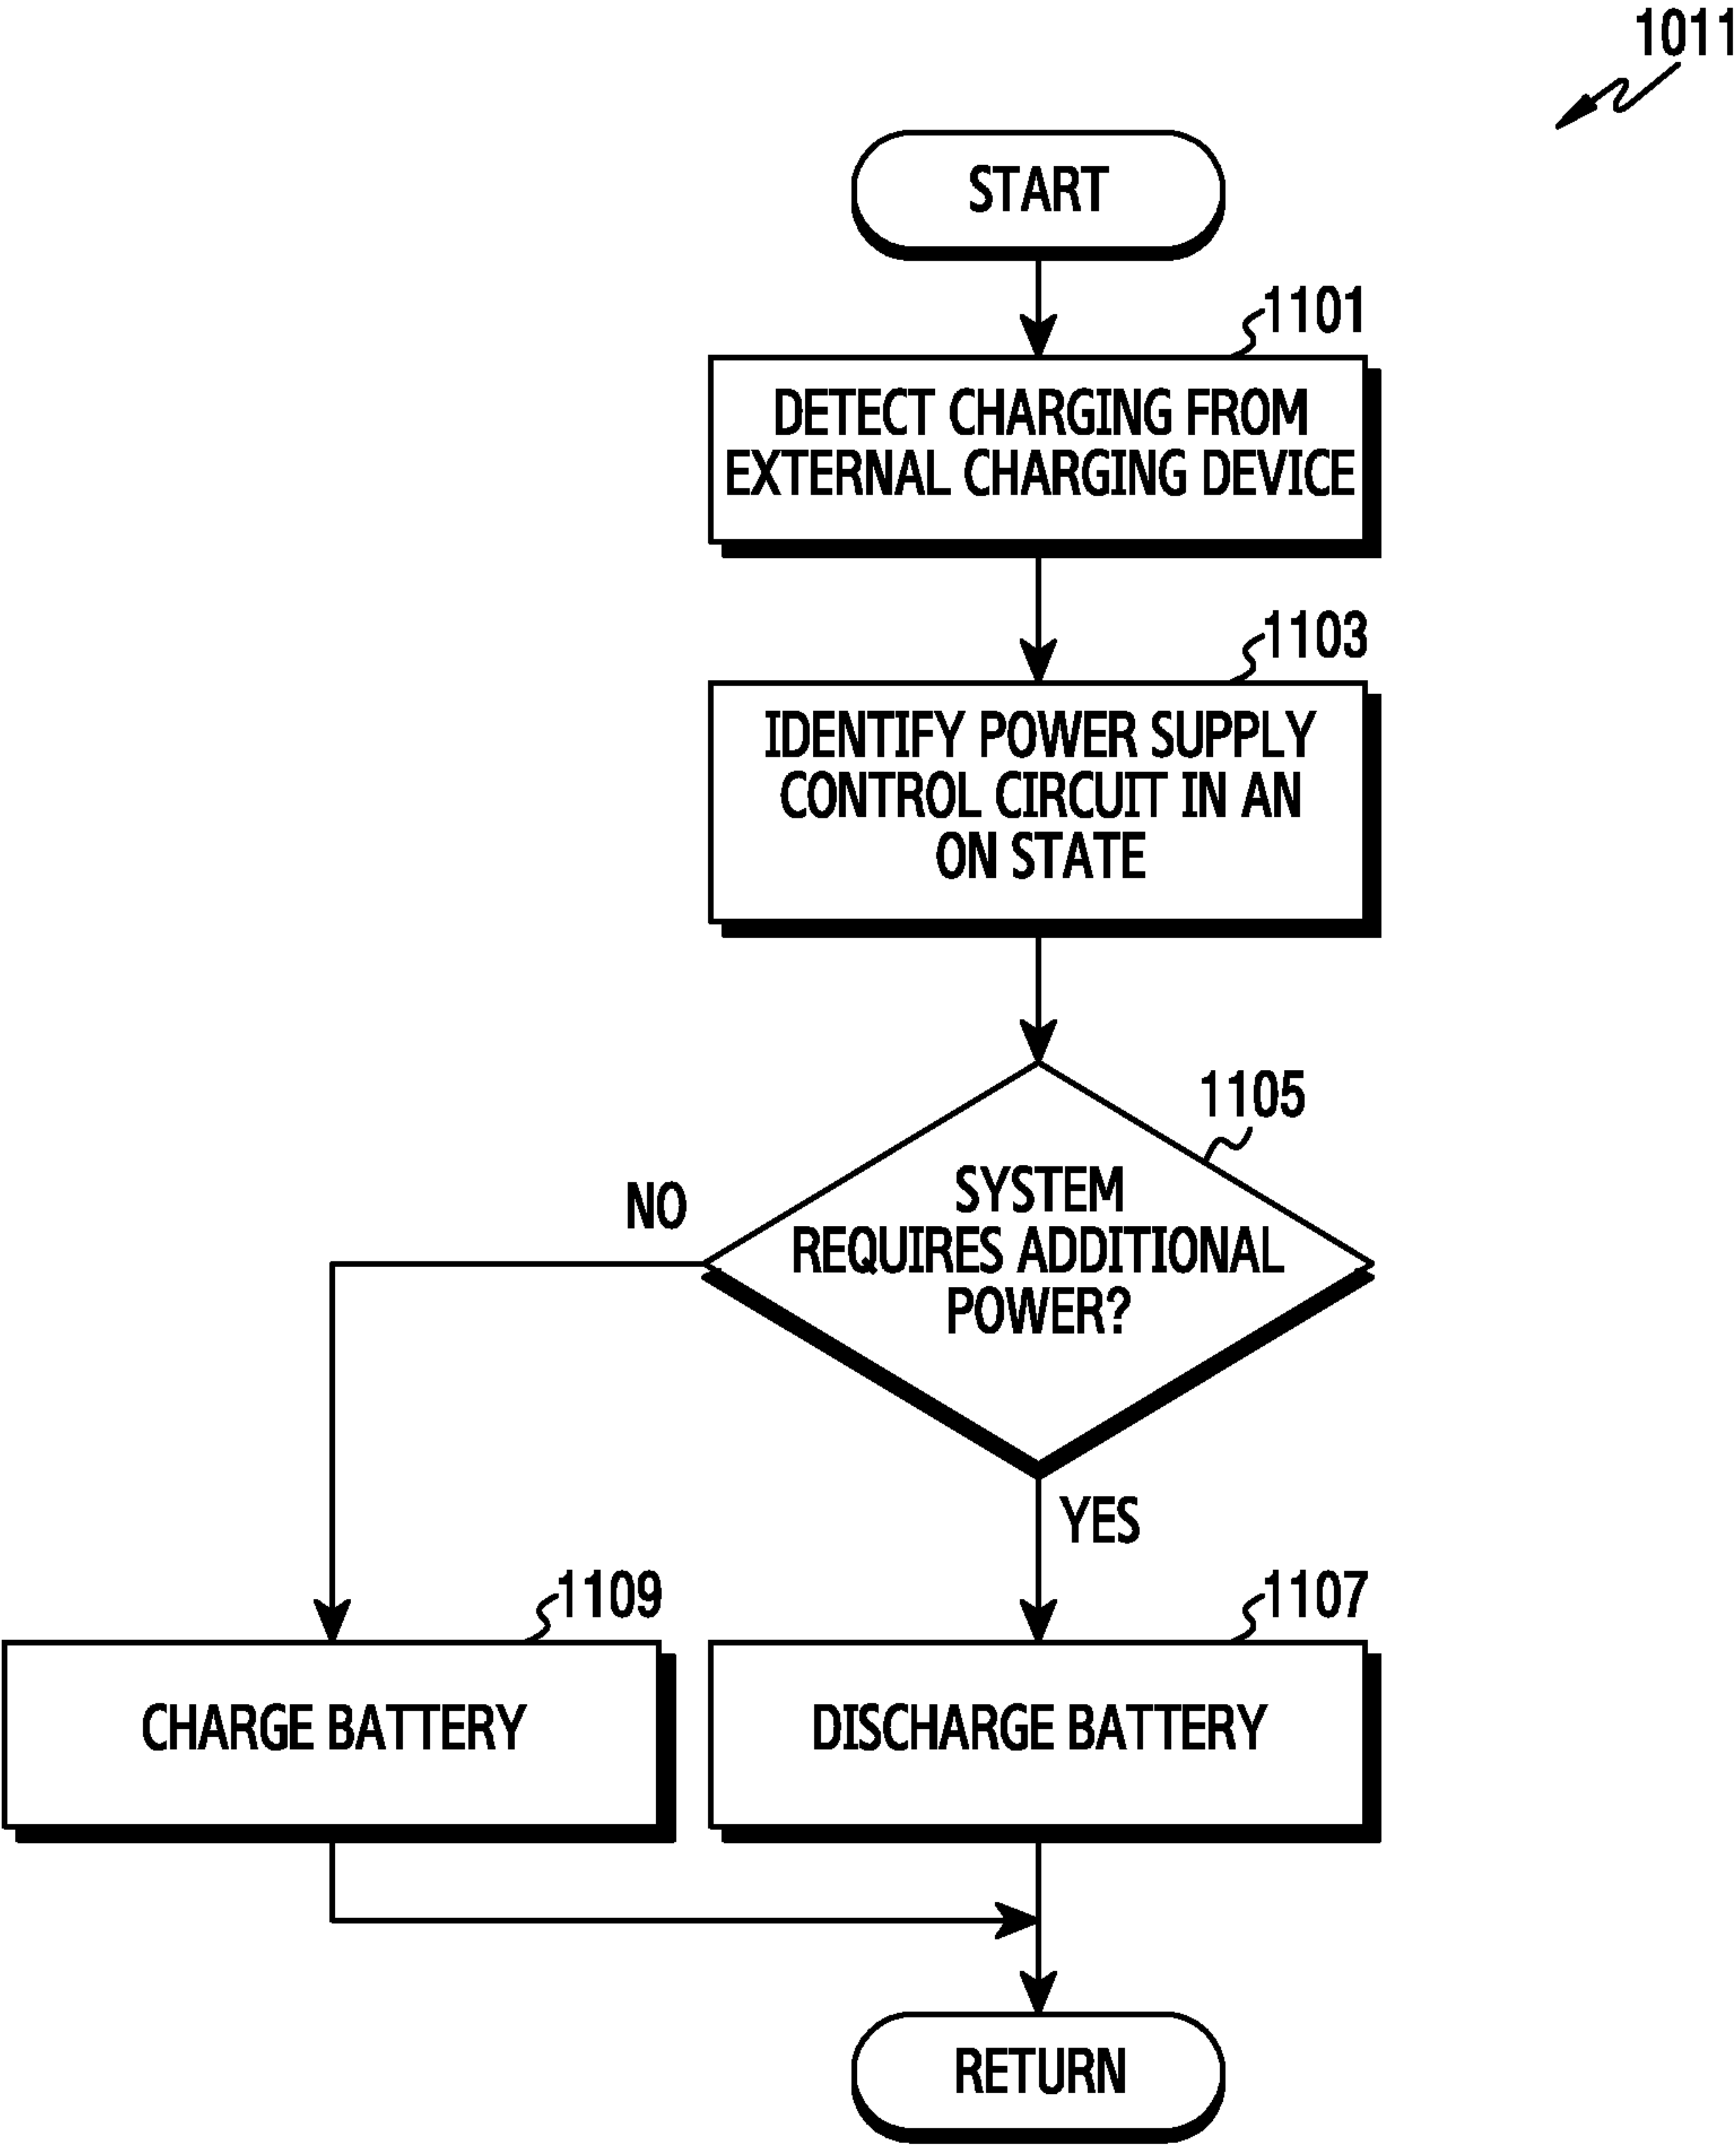 1011
START
1101
DETECT CHARGING FROM
EXTERNAL CHARGING DEVICE
1103
IDENTIFY POWER SUPPLY
CONTROL CIRCUIT IN AN
ON STATE
1105
SYSTEM
REQUIRES ADDITIONAL
POWER?
NO
YES
1109
CHARGE BATTERY
1107
DISCHARGE BATTERY
RETURN